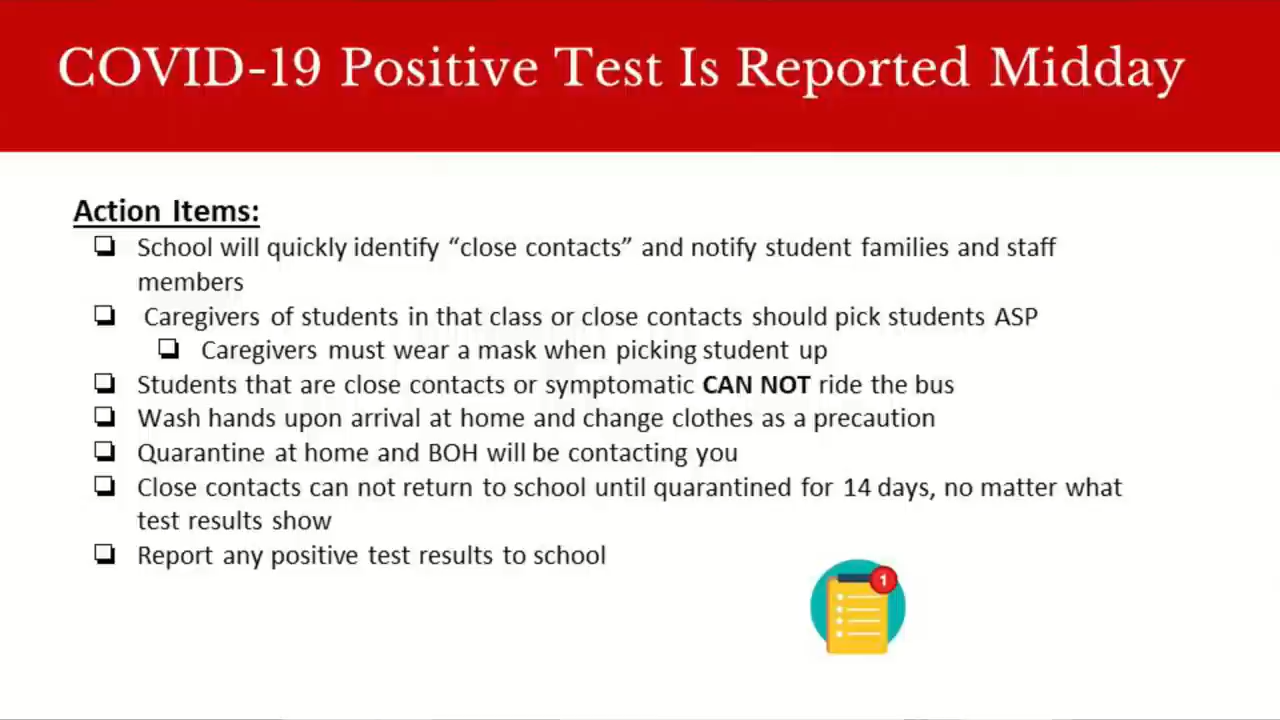 COVID-19 Positive Test Is Reported Midday
Action Items:
School will quickly identify “close contacts” and notify student families and staff
members
Caregivers of students in that class or close contacts should pick students ASP
Caregivers must wear a mask when picking student up
Students that are close contacts or symptomatic CAN NOT ride the bus
Wash hands upon arrival at home and change clothes as a precaution
Quarantine at home and BOH will be contacting you
Close contacts can not return to school until quarantined for 14 days, no matter what
test results show
Report any positive test results to school
1